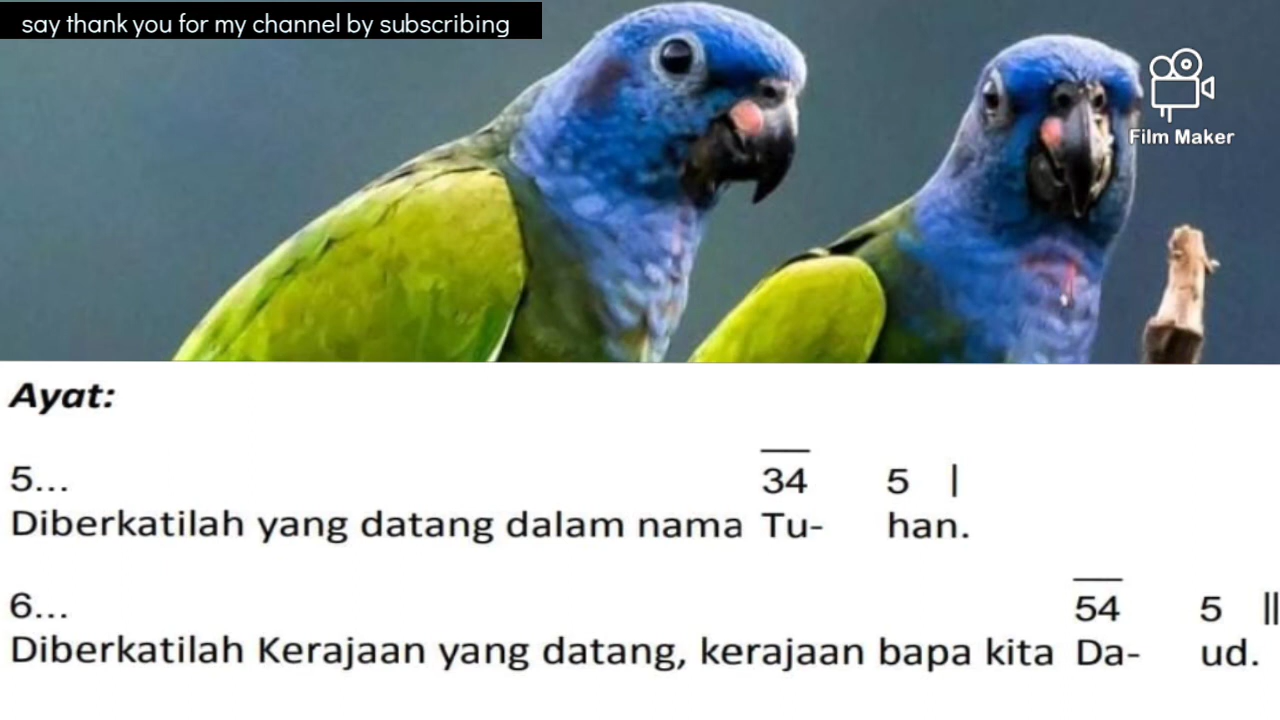 say thank you for my channel by subscribing
Film Maker
Ayat:
5... 34 5 |
Diberkatilah yang datang dalam nama Tu- han.
6... 54 5 ||
Diberkatilah Kerajaan yang datang, kerajaan bapa kita Da- ud.